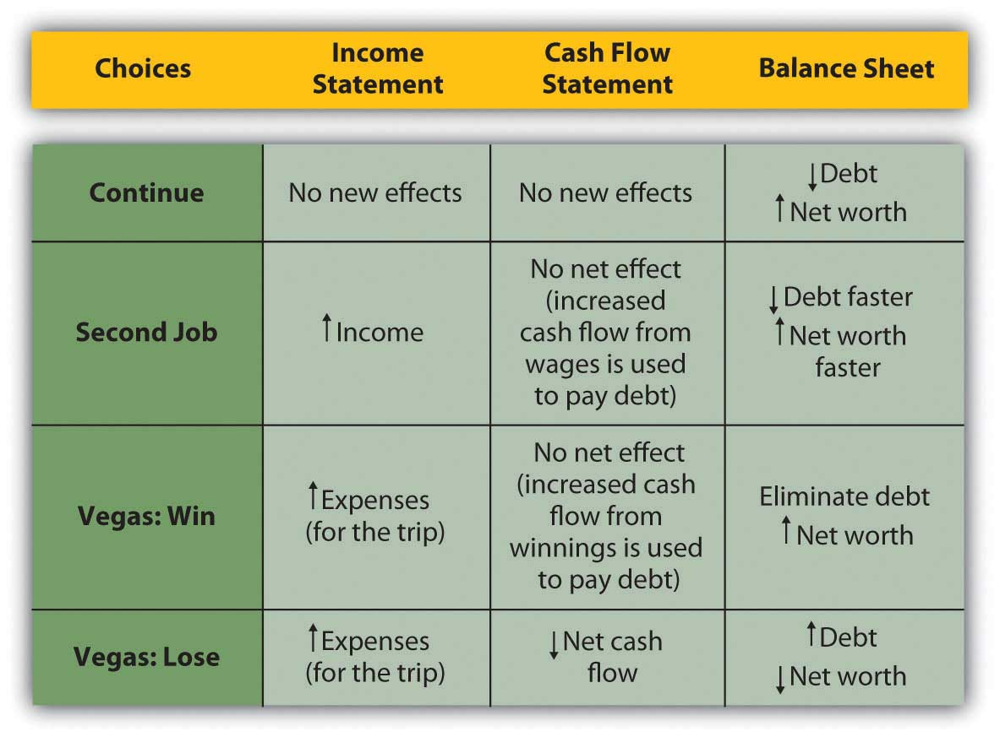 Choices
Income
Statement
Cash Flow
Statement
Balance Sheet
Continue
No new effects
No new effects
↓Debt
↑Net worth
Second Job
↑Income
No net effect
(increased
cash flow from
wages is used
to pay debt)
↓Debt faster
↑Net worth
faster
Vegas: Win
↑Expenses
(for the trip)
No net effect
(increased cash
flow from
winnings is used
to pay debt)
Eliminate debt
↑Net worth
Vegas: Lose
↑Expenses
(for the trip)
↓Net cash
flow
↑Debt
↓Net worth